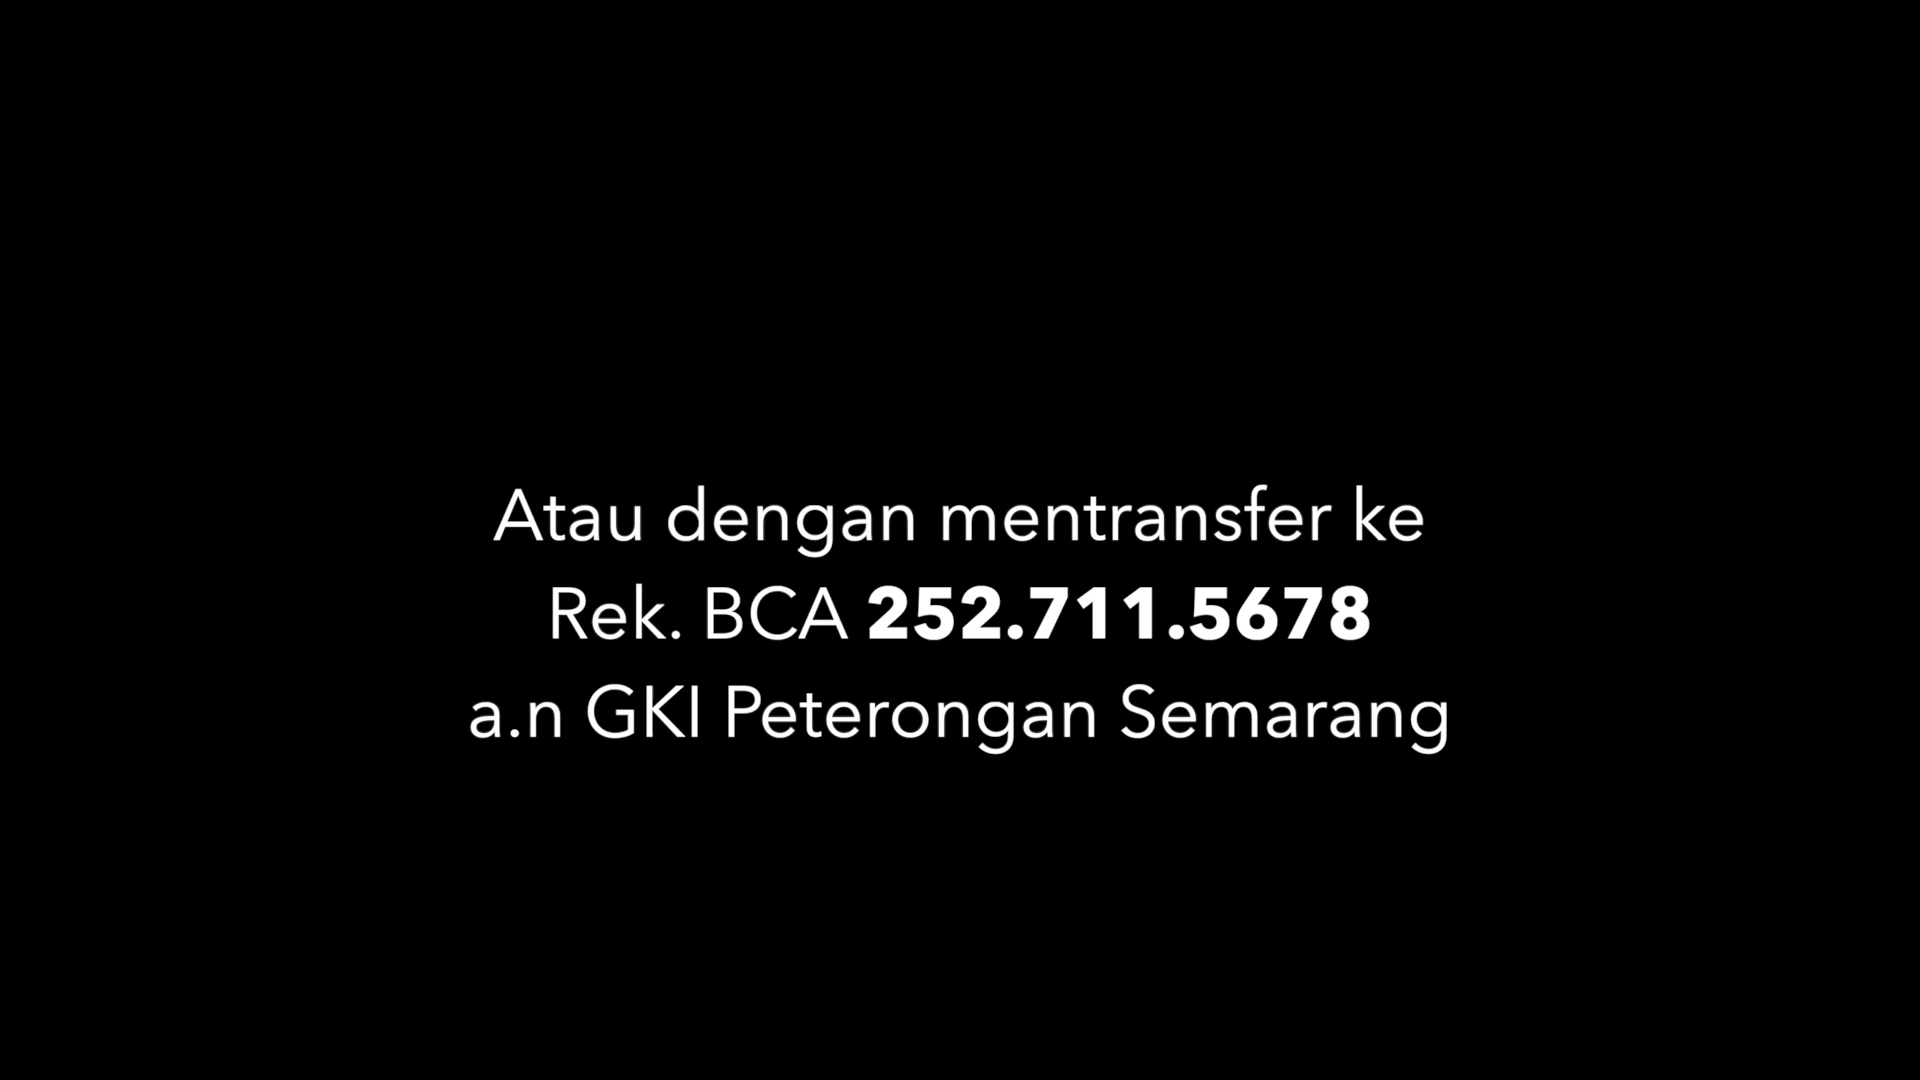 Atau dengan mentransfer ke
Rek. BCA 252.711.5678
a.n GKI Peterongan Semarang